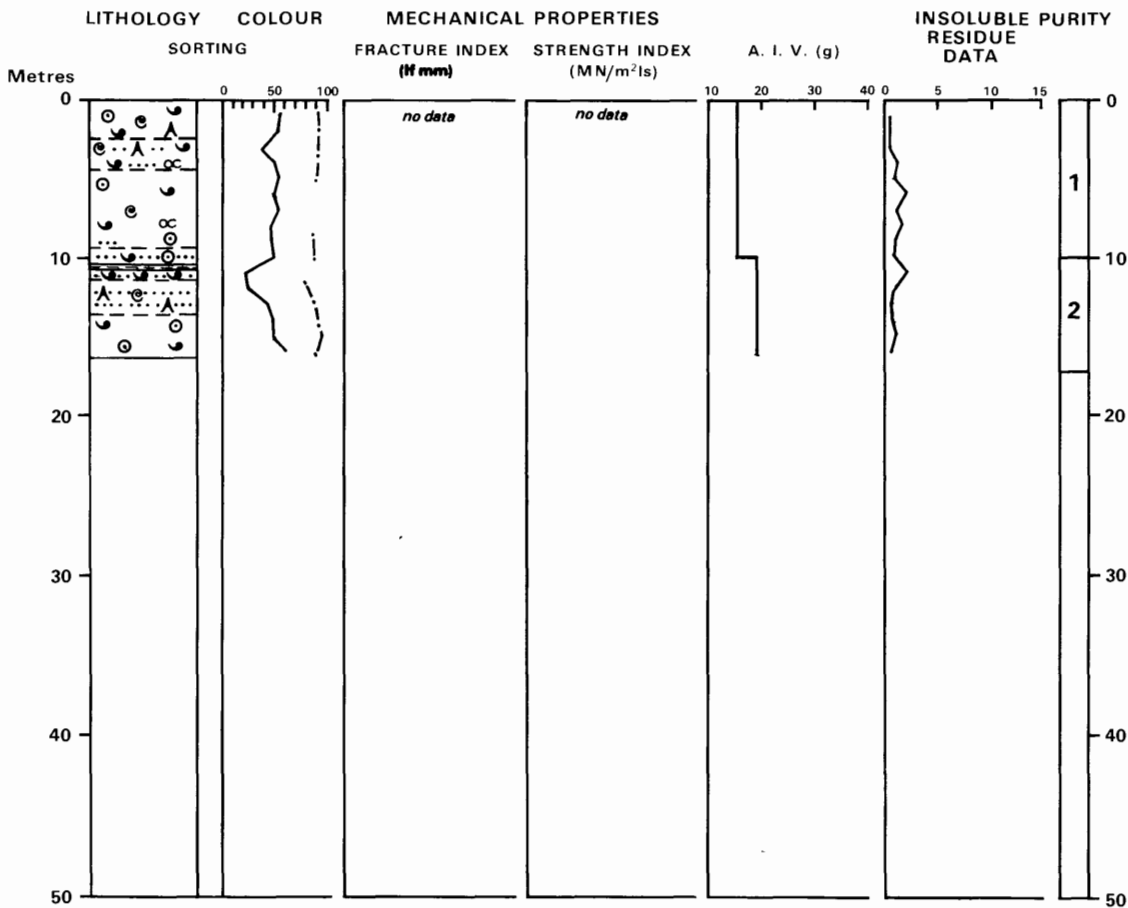 LITHOLOGY COLOUR MECHANICAL PROPERTIES INSOLUBLE PURITY
RESIDUE
DATA
SORTING FRACTURE INDEX STRENGTH INDEX A. I. V. (g)
(If mm) (MN/m²Is)
Metres
0 50 100 10 20 30 40 0 5 10 15
0 no data no data 0
1
10 10
2
20 20
30 30
40 40
50 50